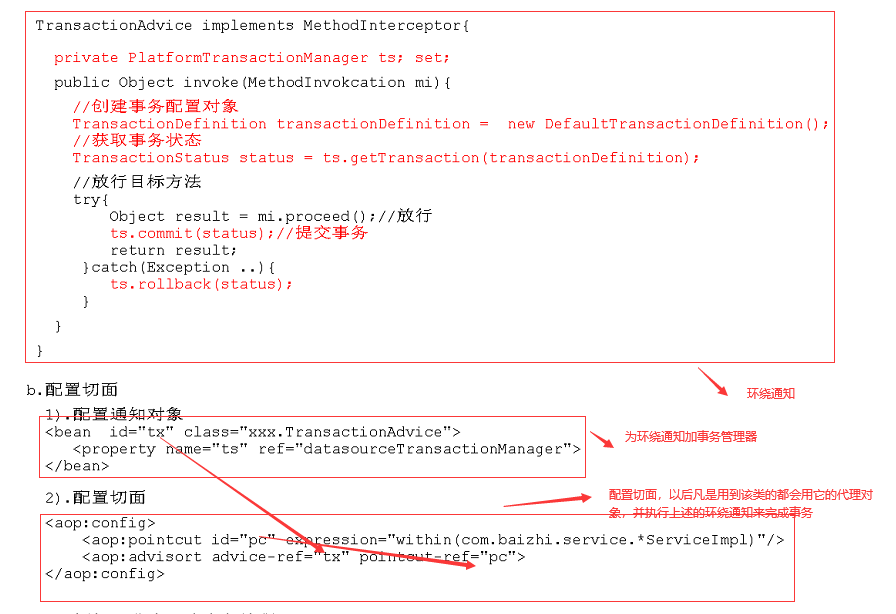 TransactionAdvice implements MethodInterceptor{
private PlatformTransactionManager ts; set;
public Object invoke(MethodInvokcation mi){
//创建事务配置对象
TransactionDefinition transactionDefinition = new DefaultTransactionDefinition();
//获取事务状态
TransactionStatus status = ts.getTransaction(transactionDefinition);
//放行目标方法
try{
Object result = mi.proceed();//放行
ts.commit(status);//提交事务
return result;
}catch(Exception ..){
ts.rollback(status);
}
}
}
环绕通知
b.配置切面
1).配置通知对象
<bean id="tx" class="xxx.TransactionAdvice">
<property name="ts" ref="datasourceTransactionManager">
</bean>
为环绕通知加事务管理器
2).配置切面
配置切面，以后凡是用到该类的都会用它的代理对
象，并执行上述的环绕通知来完成事务
<aop:config>
<aop:pointcut id="pc" expression="within(com.baizhi.service.*ServiceImpl)"/>
<aop:advisort advice-ref="tx" pointcut-ref="pc">
</aop:config>